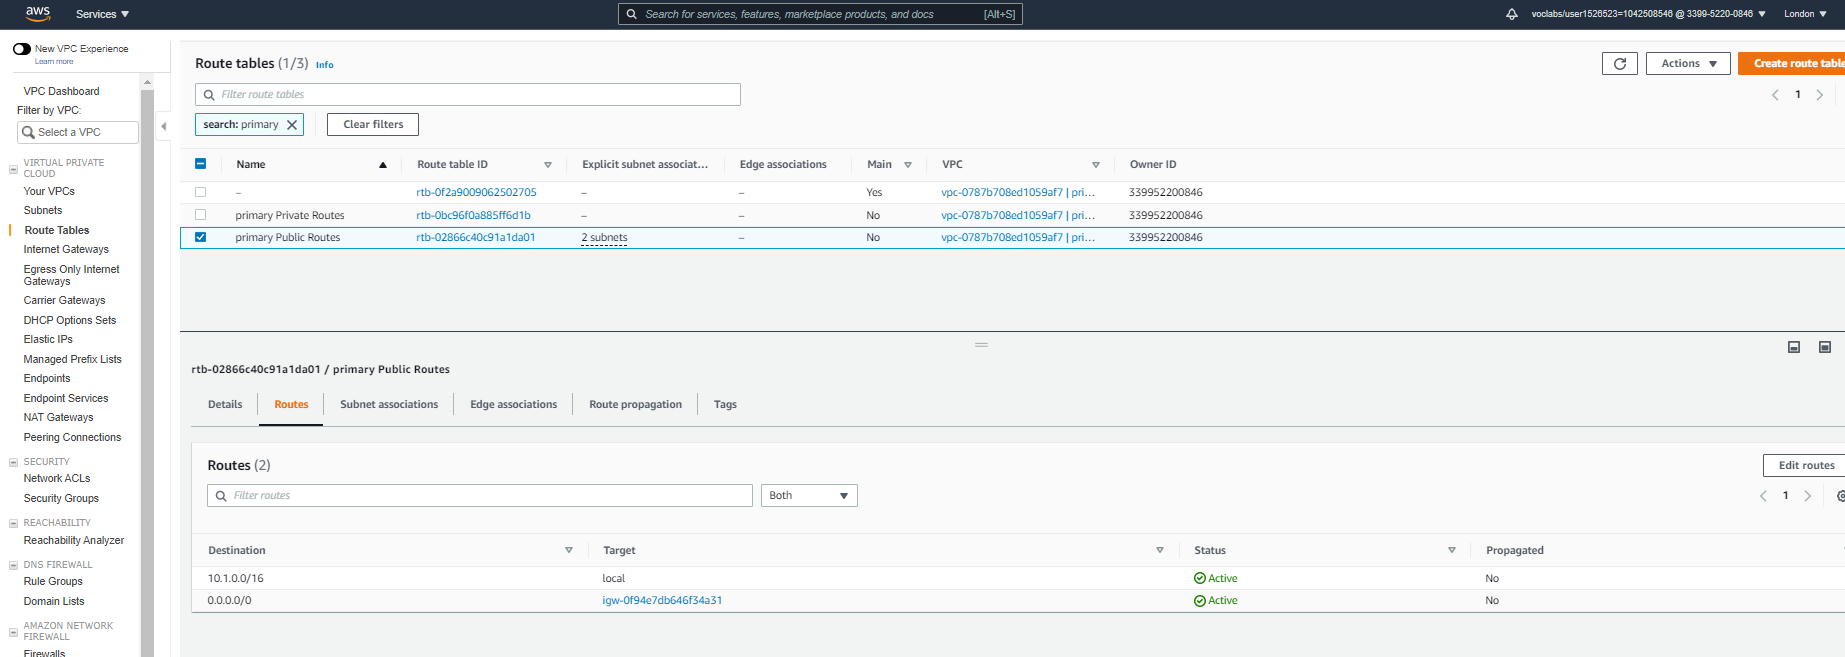 aws
Services ▼
Search for services, features, marketplace products, and docs [Alt+S]
voclabs/user1526523=1042508546 @ 3399-5220-0846 ▼
London ▼
New VPC Experience
Learn more
VPC Dashboard
Filter by VPC:
Select a VPC
VIRTUAL PRIVATE
CLOUD
Your VPCs
Subnets
Route Tables
Internet Gateways
Egress Only Internet
Gateways
Carrier Gateways
DHCP Options Sets
Elastic IPs
Managed Prefix Lists
Endpoints
Endpoint Services
NAT Gateways
Peering Connections
SECURITY
Network ACLs
Security Groups
REACHABILITY
Reachability Analyzer
DNS FIREWALL
Rule Groups
Domain Lists
AMAZON NETWORK
FIREWALL
Firewalls
Route tables (1/3) Info
Actions ▼
Create route table
Filter route tables
1
search: primary
Clear filters
Name Route table ID Explicit subnet associat... Edge associations Main VPC Owner ID
– rtb-0f2a9009062502705 – – Yes vpc-0787b708ed1059af7 | pri... 339952200846
primary Private Routes rtb-0bc96f0a885ff6d1b – – No vpc-0787b708ed1059af7 | pri... 339952200846
primary Public Routes rtb-02866c40c91a1da01 2 subnets – No vpc-0787b708ed1059af7 | pri... 339952200846
rtb-02866c40c91a1da01 / primary Public Routes
Details Routes Subnet associations Edge associations Route propagation Tags
Routes (2)
Edit routes
Filter routes
Both
1
Destination Target Status Propagated
10.1.0.0/16 local Active No
0.0.0.0/0 igw-0f94e7db646f34a31 Active No